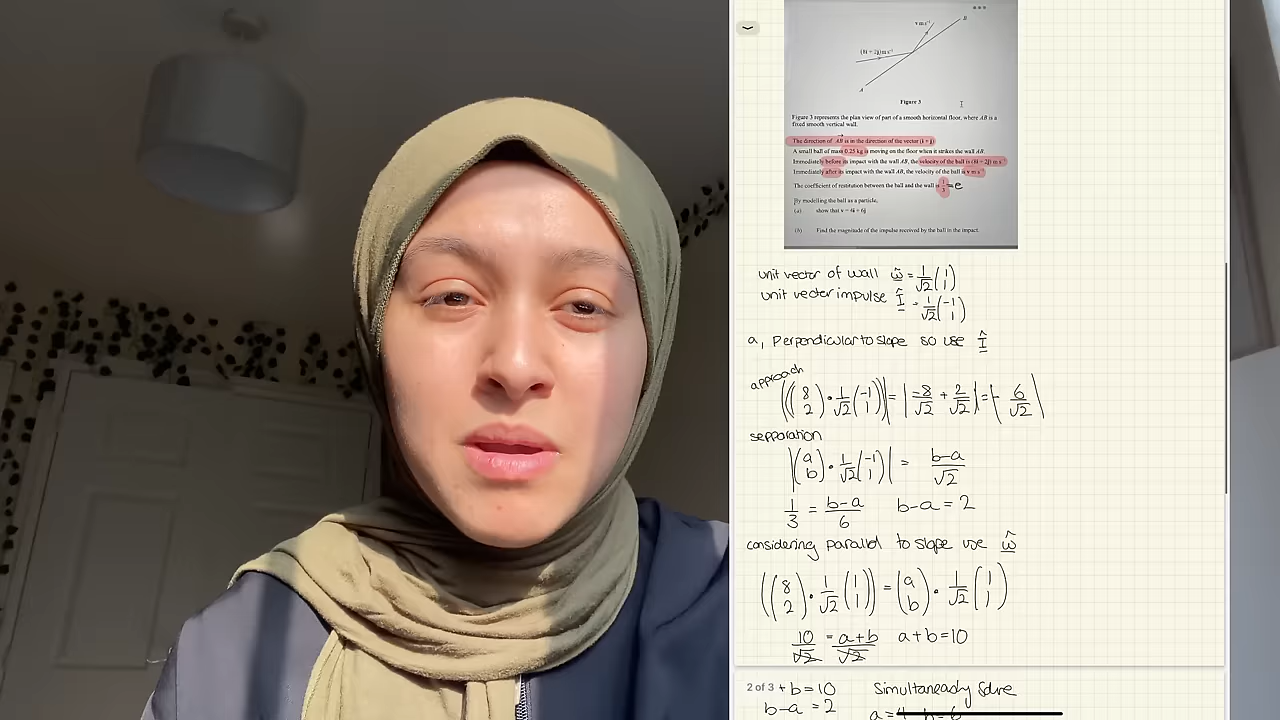 B
v m s⁻¹
(8i + 2j) m s⁻¹
A
Figure 3
Figure 3 represents the plan view of part of a smooth horizontal floor, where AB is a
fixed smooth vertical wall.
The direction of AB is in the direction of the vector (i + j)
A small ball of mass 0.25 kg is moving on the floor when it strikes the wall AB.
Immediately before its impact with the wall AB, the velocity of the ball is (8i + 2j) m s⁻¹
Immediately after its impact with the wall AB, the velocity of the ball is v m s⁻¹
The coefficient of restitution between the ball and the wall is 1/3 = e
By modelling the ball as a particle,
(a) show that v = 4i + 6j
(b) Find the magnitude of the impulse received by the ball in the impact.
unit vector of wall ŵ = 1/√2 (1 1)
unit vector impulse Î = 1/√2 (-1 1)
a, Perpendicular to slope so use Î
approach
|((8 2) · 1/√2 (-1 1))| = |-8/√2 + 2/√2| = |- 6/√2|
sepparation
|(a b) · 1/√2 (-1 1)| = b-a/√2
1/3 = b-a/6 b-a = 2
considering parallel to slope use ŵ
((8 2) · 1/√2 (1 1)) = (a b) · 1/√2 (1 1)
10/√2 = a+b/√2 a+b = 10
2 of 3 + b = 10 Simultaneously Solve
b-a = 2 a = 4 b = 6